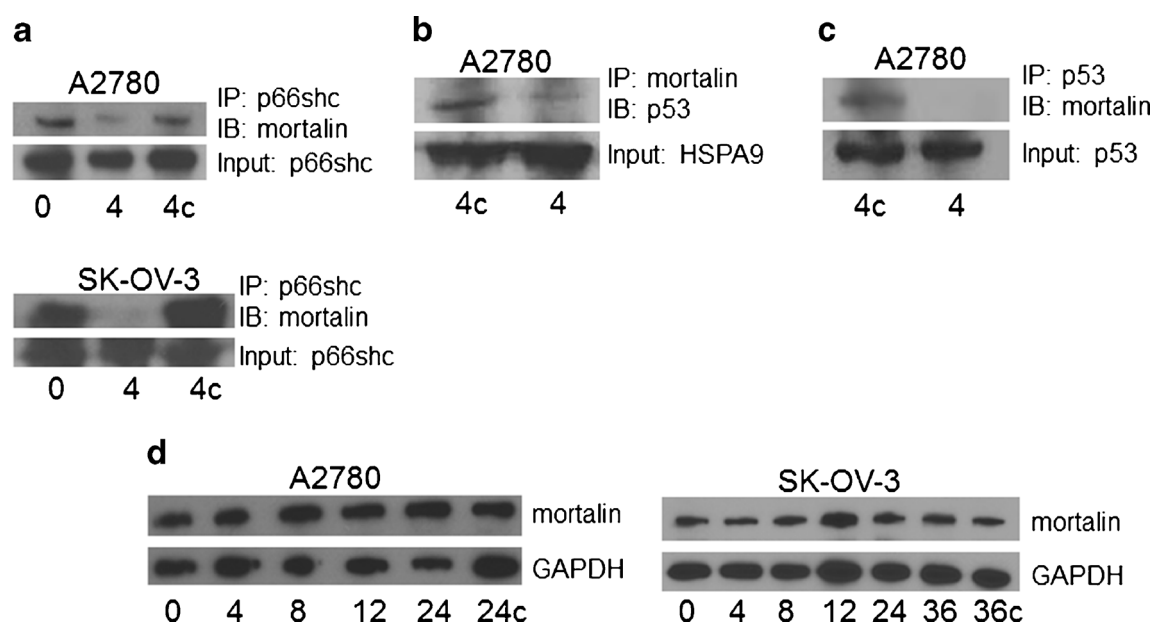 a
A2780
IP: p66shc
IB: mortalin
Input: p66shc
0 4 4c
SK-OV-3
IP: p66shc
IB: mortalin
Input: p66shc
0 4 4c
b
A2780
IP: mortalin
IB: p53
Input: HSPA9
4c 4
c
A2780
IP: p53
IB: mortalin
Input: p53
4c 4
d
A2780
mortalin
GAPDH
0 4 8 12 24 24c
SK-OV-3
mortalin
GAPDH
0 4 8 12 24 36 36c